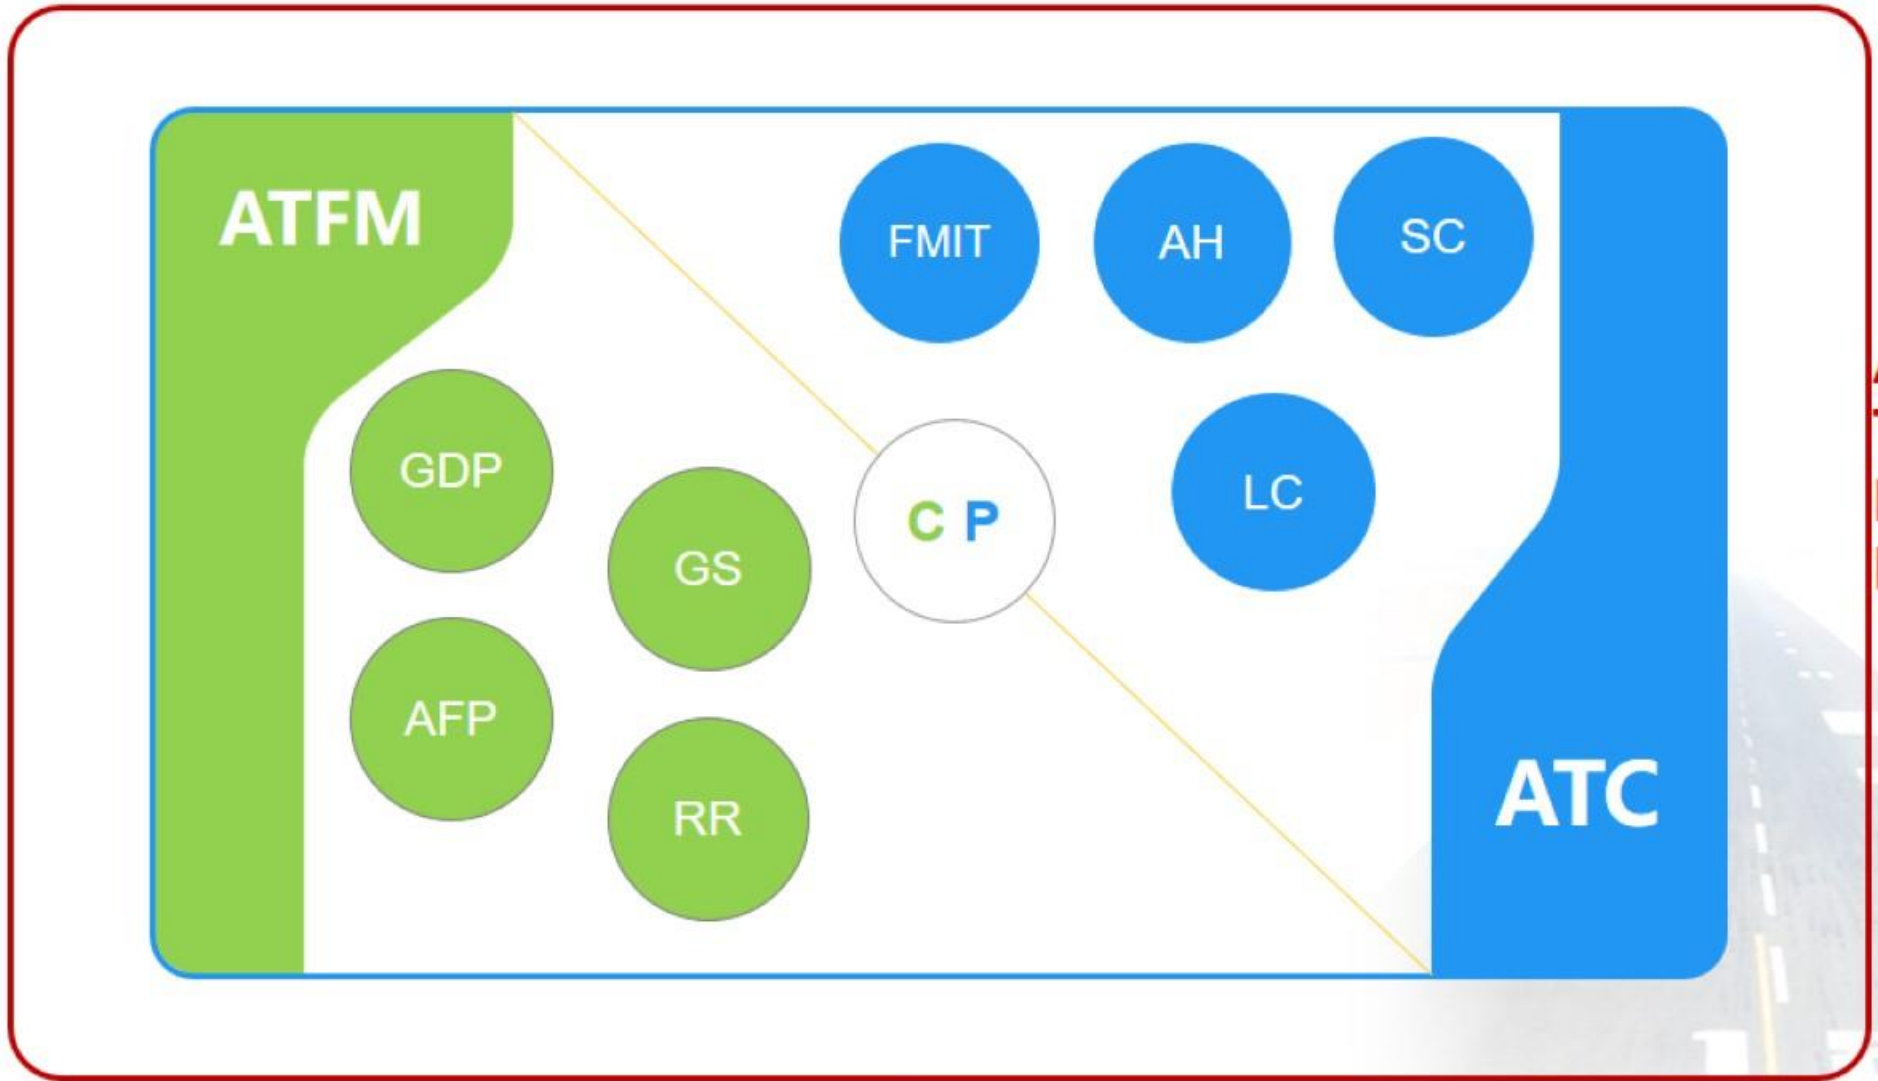 ATFM
FMIT
AH
SC
GDP
GS
C P
LC
AFP
RR
ATC